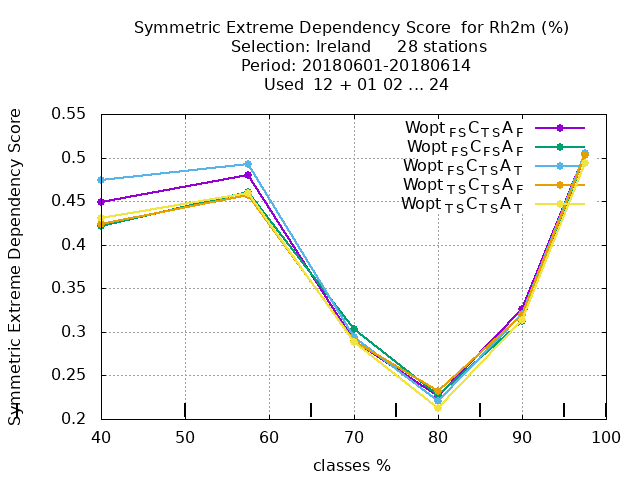 Symmetric Extreme Dependency Score for Rh2m (%)
Selection: Ireland 28 stations
Period: 20180601-20180614
Used 12 + 01 02 ... 24
Symmetric Extreme Dependency Score
0.55
0.5
0.45
0.4
0.35
0.3
0.25
0.2
Wopt FS C TS A F
Wopt FS C FS A F
Wopt FS C TS A T
Wopt TS C TS A F
Wopt TS C TS A T
40 50 60 70 80 90 100
classes %